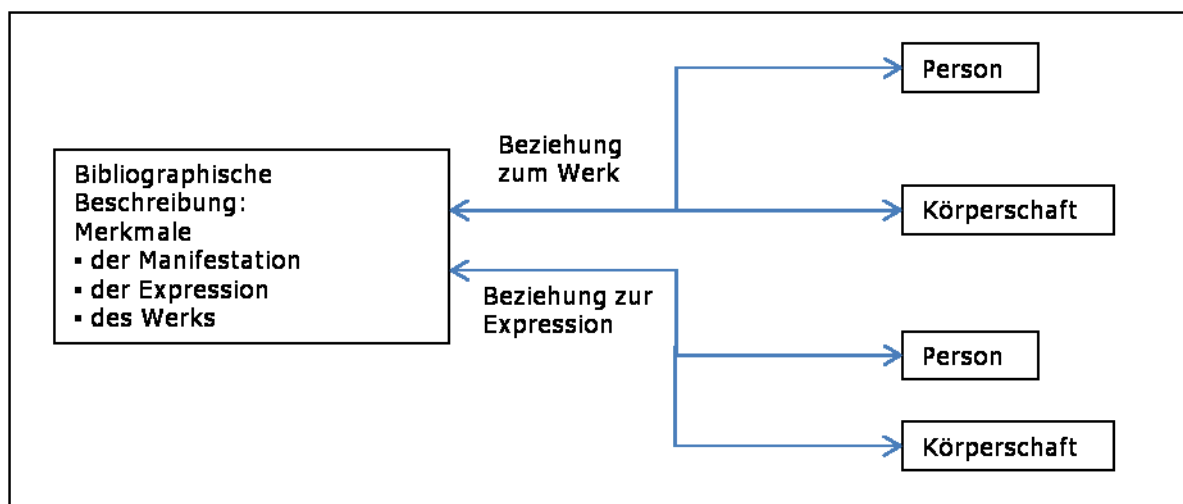 Person
Beziehung
zum Werk
Bibliographische
Beschreibung:
Merkmale
▪ der Manifestation
▪ der Expression
▪ des Werks
Körperschaft
Beziehung zur
Expression
Person
Körperschaft